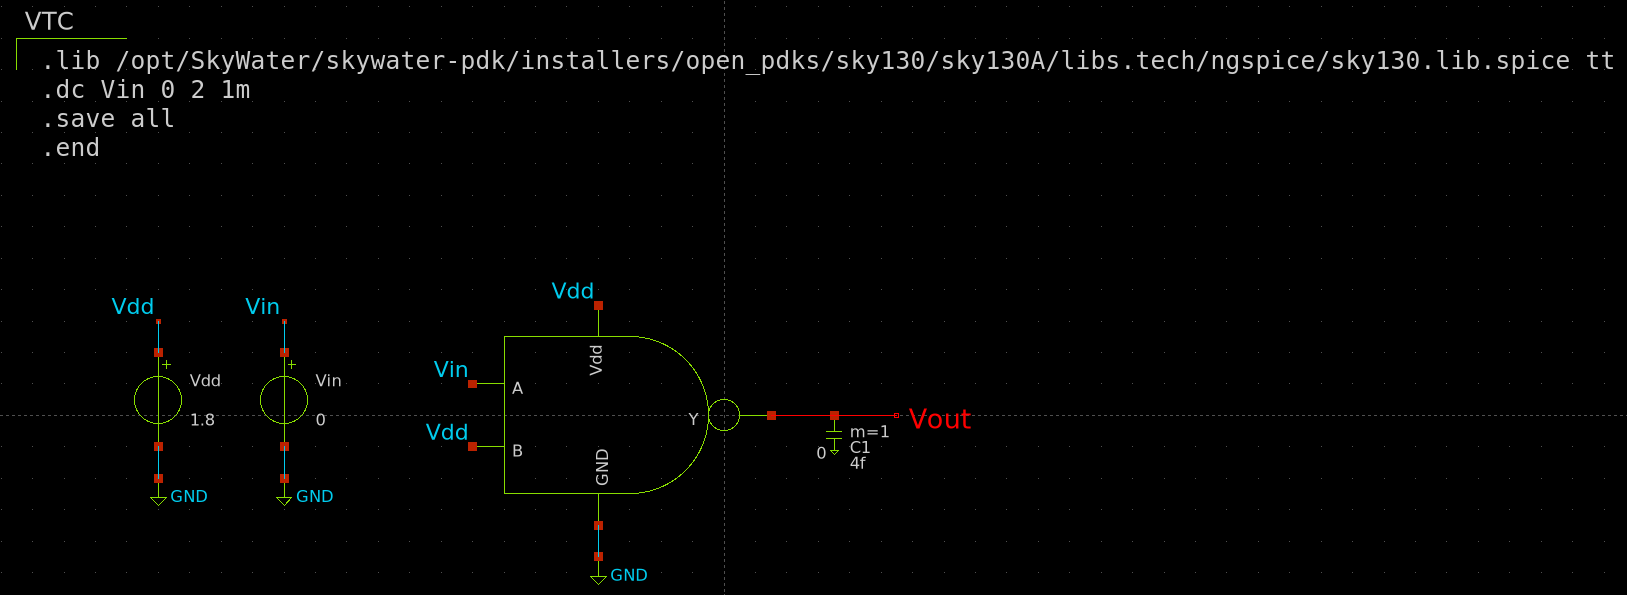 VTC
.lib /opt/SkyWater/skywater-pdk/installers/open_pdks/sky130/sky130A/libs.tech/ngspice/sky130.lib.spice tt
.dc Vin 0 2 1m
.save all
.end
Vdd
Vin
+
Vdd
1.8
GND
+
Vin
0
GND
Vdd
Vin
Vdd
Vdd
A
B
Y
GND
GND
Vout
m=1
C1
4f
0